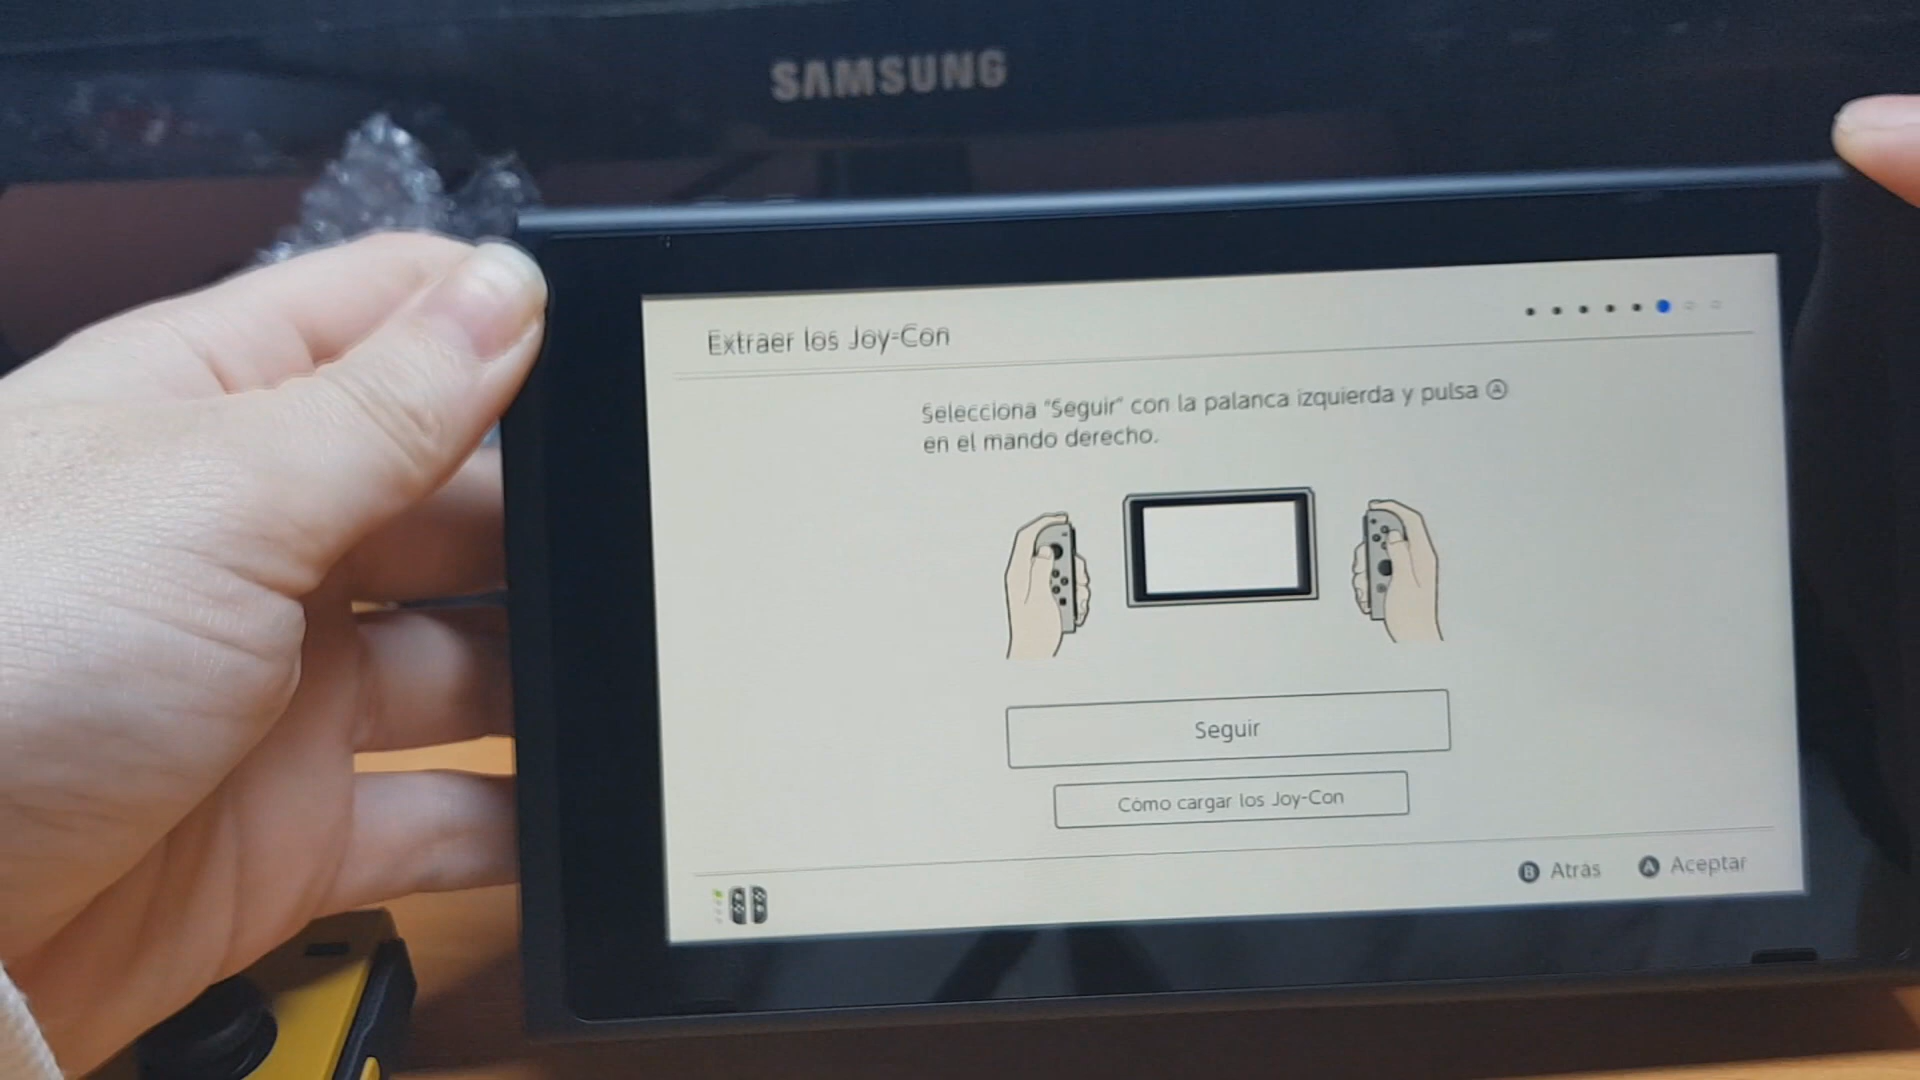 SAMSUNG
Extraer los Joy-Con
Selecciona "Seguir" con la palanca izquierda y pulsa Ⓐ
en el mando derecho.
Seguir
Cómo cargar los Joy-Con
Ⓑ Atrás Ⓐ Aceptar